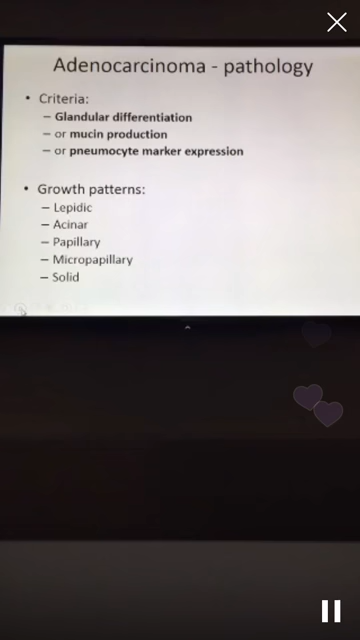 Adenocarcinoma - pathology
• Criteria:
– Glandular differentiation
– or mucin production
– or pneumocyte marker expression
• Growth patterns:
– Lepidic
– Acinar
– Papillary
– Micropapillary
– Solid